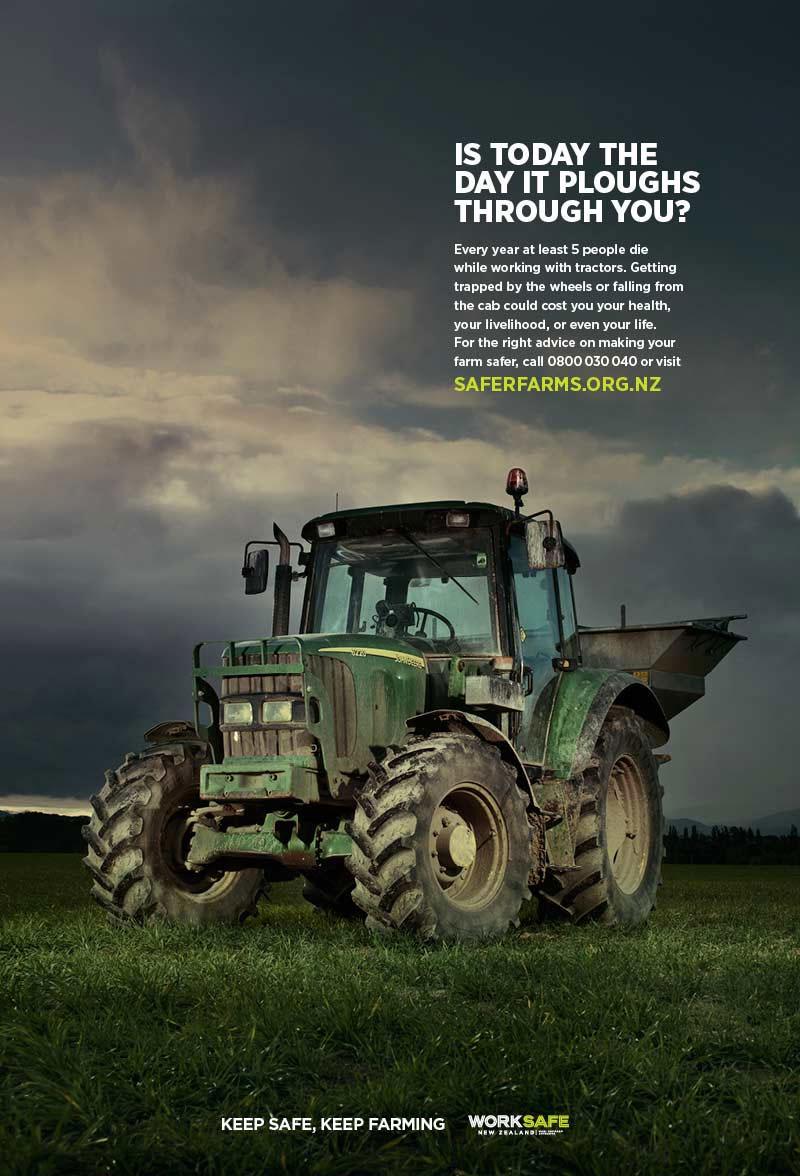 IS TODAY THE
DAY IT PLOUGHS
THROUGH YOU?
Every year at least 5 people die
while working with tractors. Getting
trapped by the wheels or falling from
the cab could cost you your health,
your livelihood, or even your life.
For the right advice on making your
farm safer, call 0800 030 040 or visit
SAFERFARMS.ORG.NZ
KEEP SAFE, KEEP FARMING
WORKSAFE
NEW ZEALAND